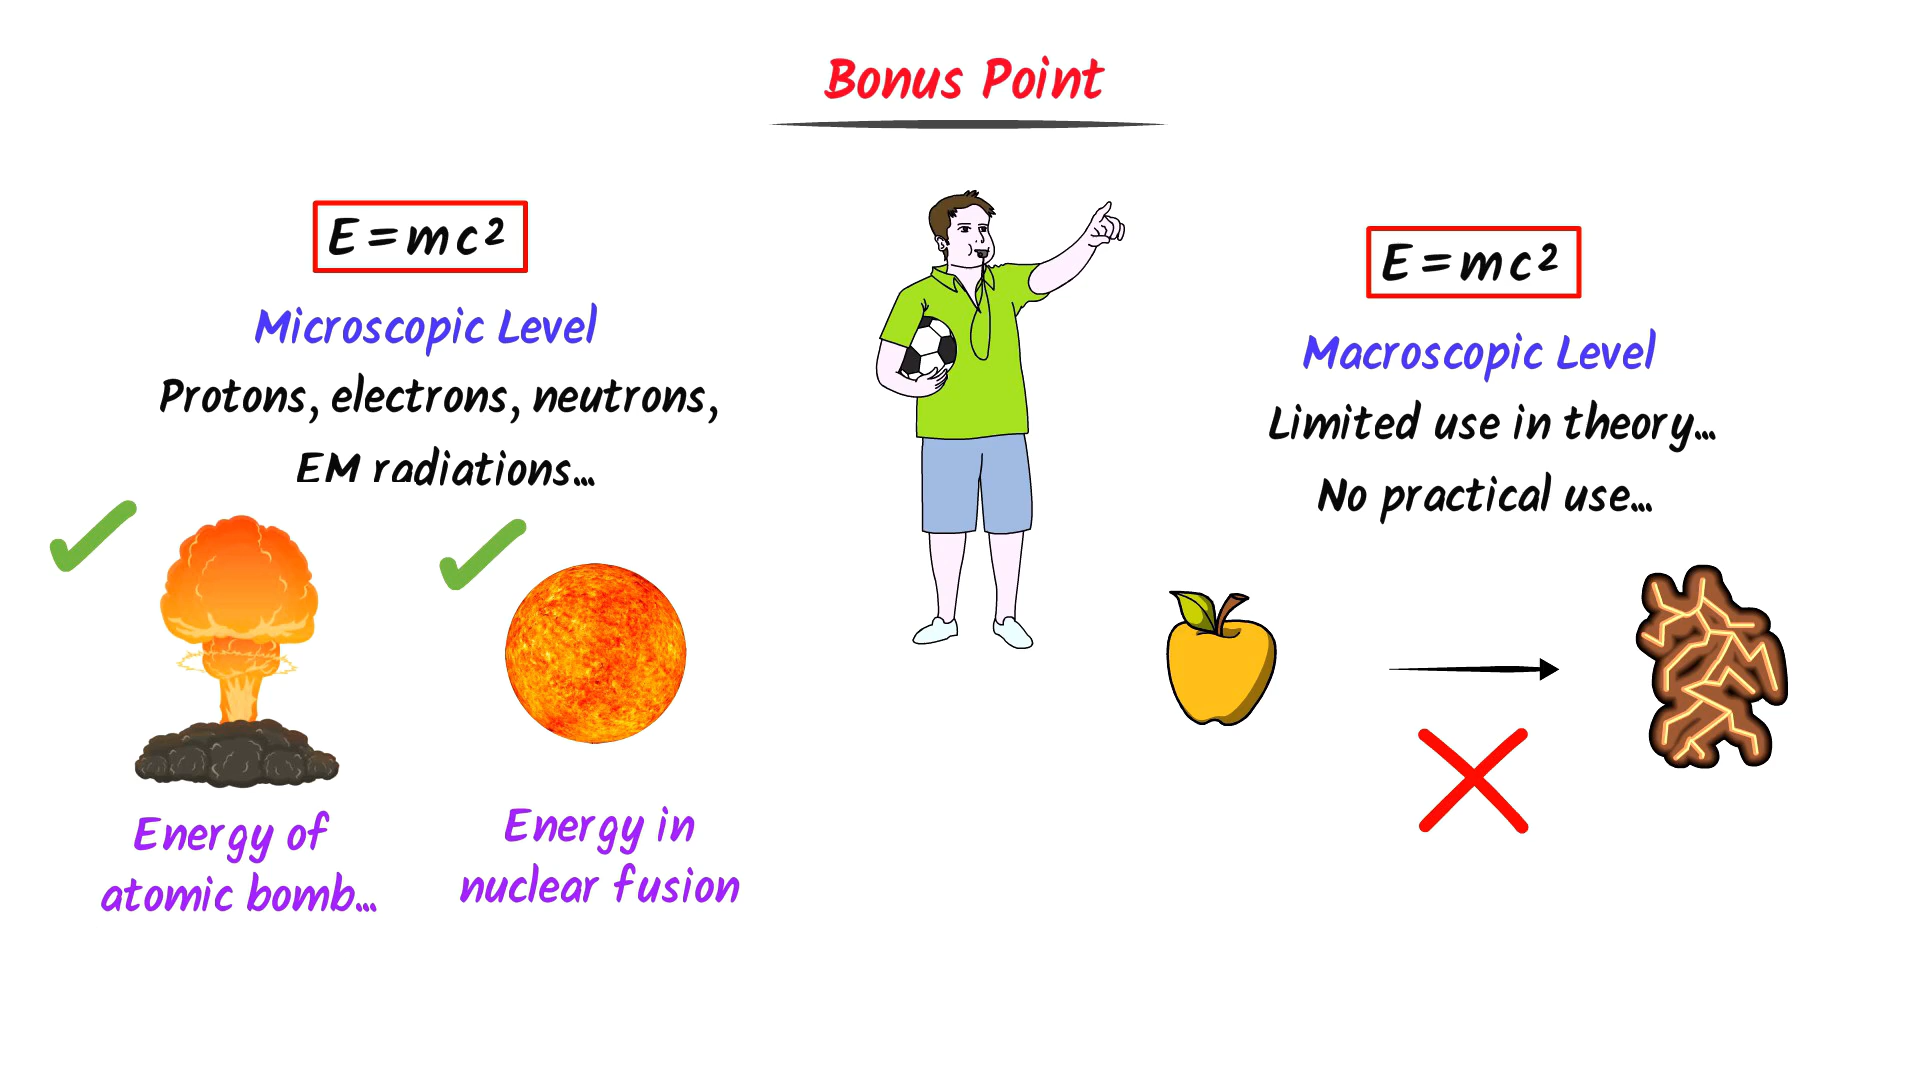 Bonus Point
E=mc²
Microscopic Level
Protons, electrons, neutrons,
EM radiations...
Energy of
atomic bomb...
Energy in
nuclear fusion
E=mc²
Macroscopic Level
Limited use in theory...
No practical use...